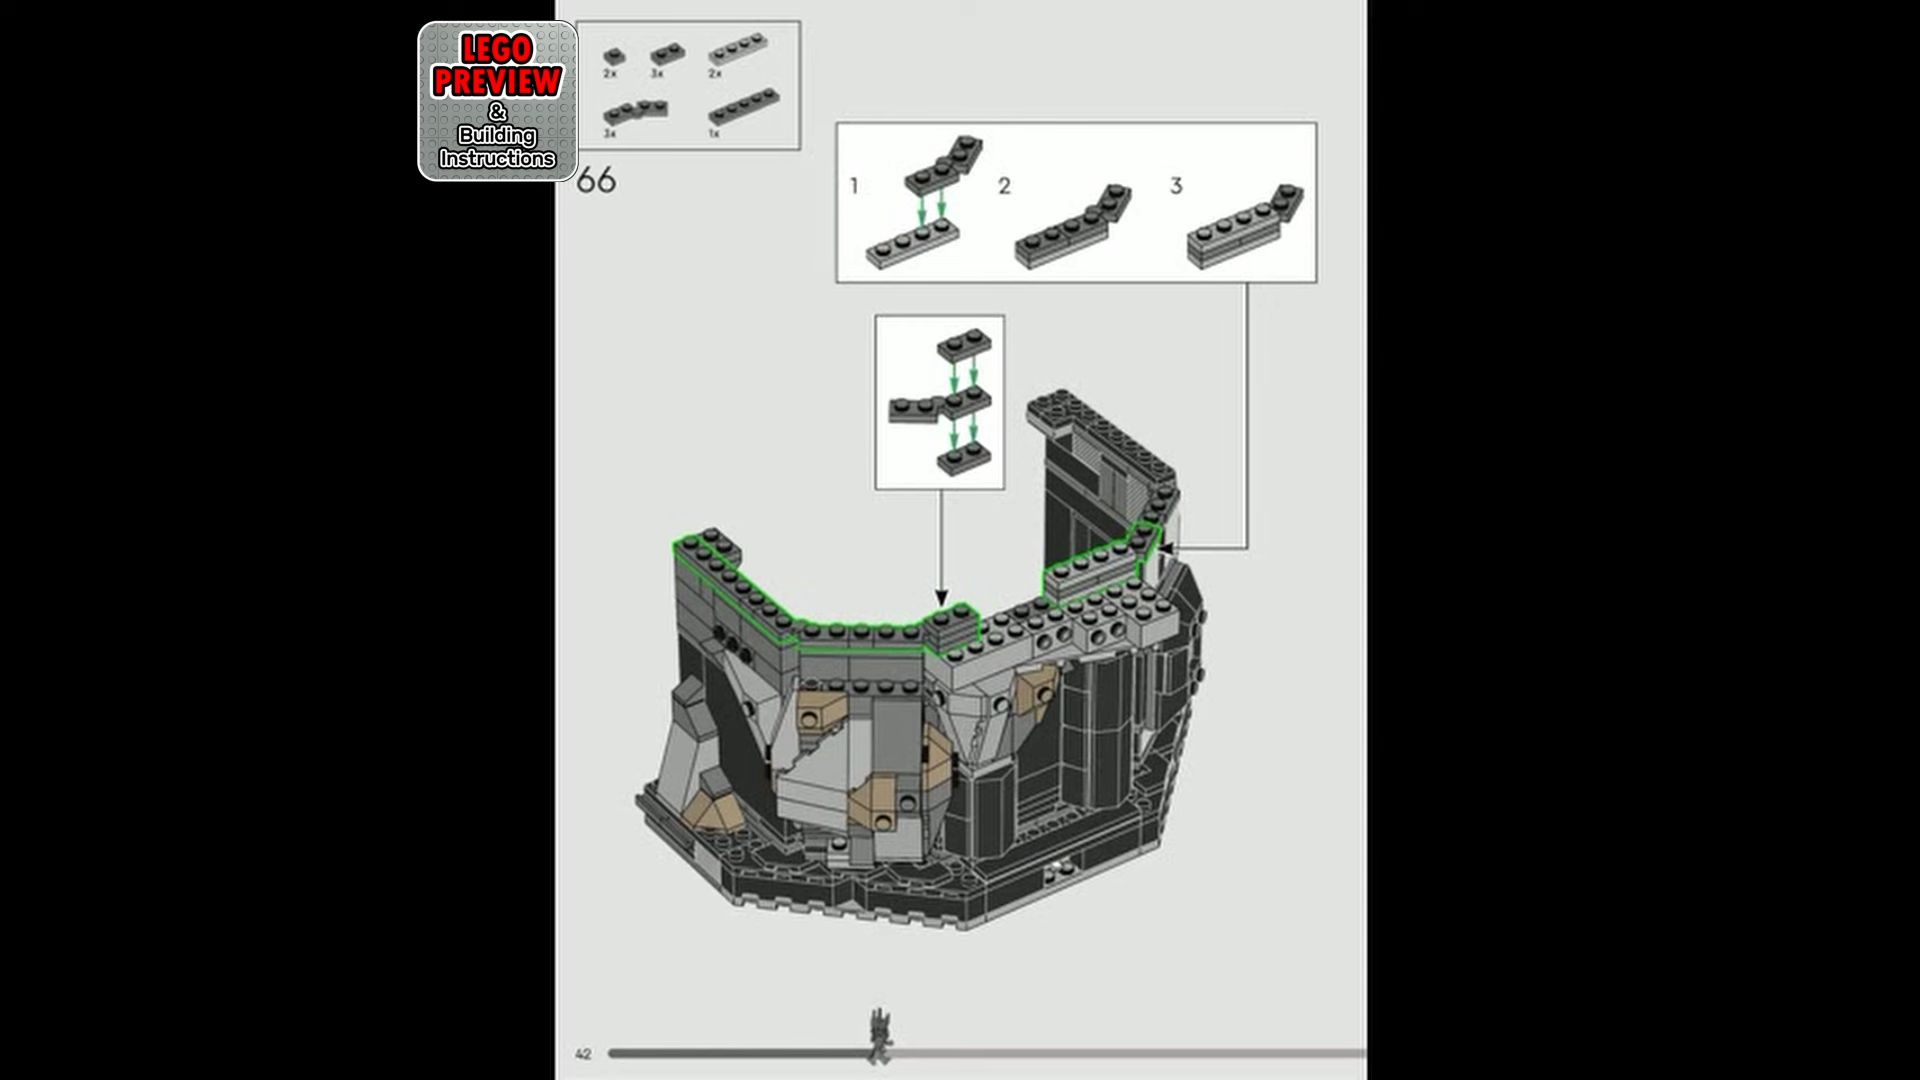 LEGO
PREVIEW
&
Building
Instructions
2x 3x 2x
3x 1x
66
1 2 3
42